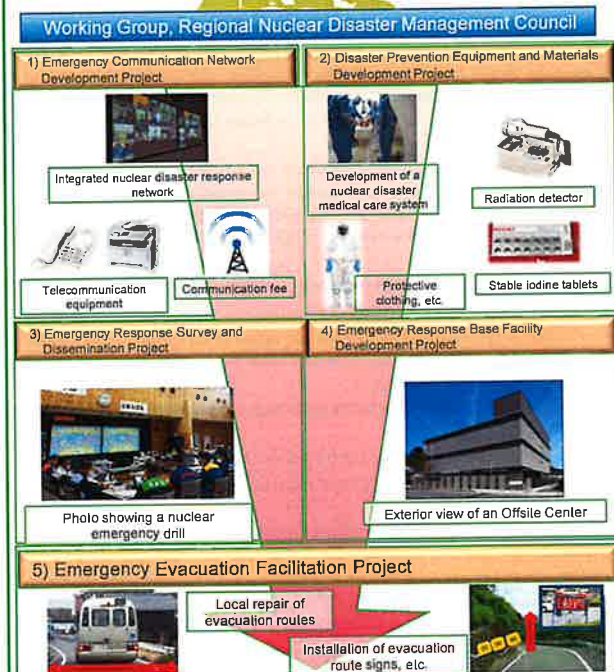 Working Group, Regional Nuclear Disaster Management Council
1) Emergency Communication Network
Development Project
2) Disaster Prevention Equipment and Materials
Development Project
Integrated nuclear disaster response
network
Development of a
nuclear disaster
medical care system
Radiation detector
Telecommunication
equipment
Communication fee
Protective
clothing, etc.
Stable iodine tablets
3) Emergency Response Survey and
Dissemination Project
4) Emergency Response Base Facility
Development Project
Photo showing a nuclear
emergency drill
Exterior view of an Offsite Center
5) Emergency Evacuation Facilitation Project
Local repair of
evacuation routes
Installation of evacuation
route signs, etc.